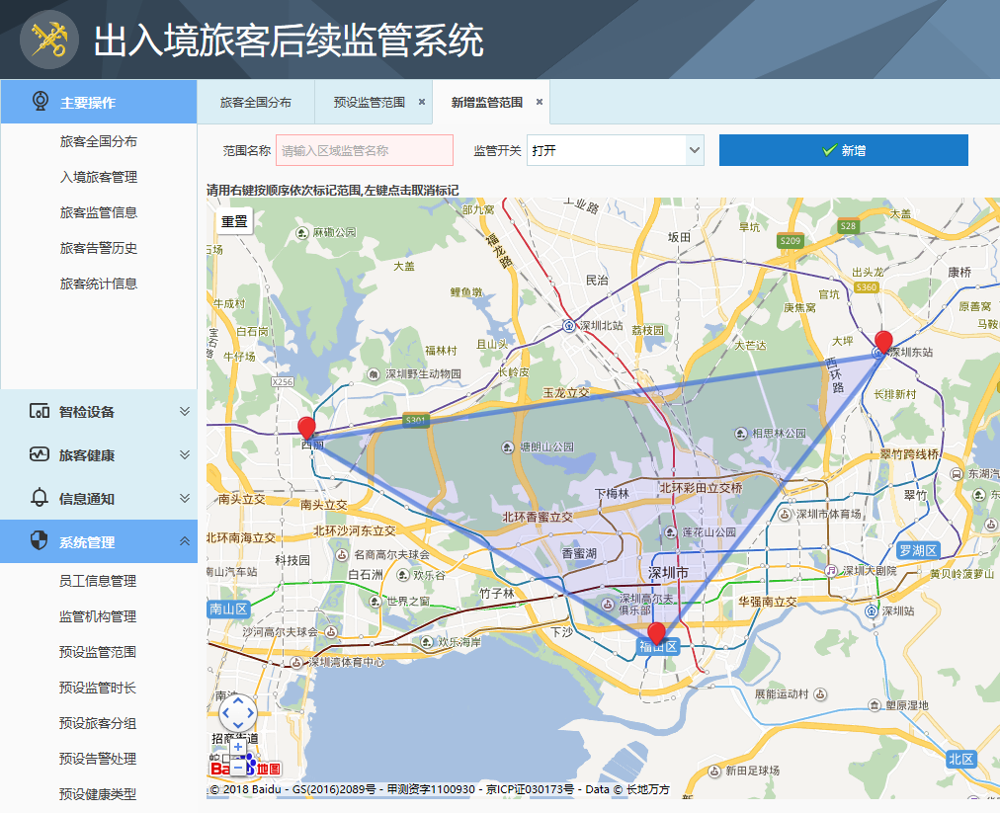 出入境旅客后续监管系统
主要操作
旅客全国分布
入境旅客管理
旅客监管信息
旅客告警历史
旅客统计信息
智检设备
旅客健康
信息通知
系统管理
员工信息管理
监管机构管理
预设监管范围
预设监管时长
预设旅客分组
预设告警处理
预设健康类型
旅客全国分布
预设监管范围 ×
新增监管范围 ×
范围名称
请输入区域监管名称
监管开关
打开
新增
请用右键按顺序依次标记范围,左键点击取消标记
重置
部九窝
工业路
大盖
S28
S209
旱坑
坂田
麻磡公园
福龙路
大盖
民治
出头龙
S360
康桥
鲤鱼墩
官坑
庚焦窝
原善窝
牛成村
白石岗
深圳北站
荔枝园
大坪
福林村
且山头
大芒达
深圳东站
牛仔场
深圳野生动物园
长岭皮
西环路
X256
玉龙立交
长排新村
S301
相思林公园
西丽
塘朗山公园
翠竹跨线桥
下梅林
北环彩田立交桥
翠竹
南头立交
南头立交
北环香蜜立交
深圳市体育场
北环沙河东立交
莲花山公园
北环南海立交
名商高尔夫球会
香蜜湖
罗湖区
科技园
深圳市
深圳大剧院
黄贝岭菠萝山
白石洲
欢乐谷
竹子林
深圳高尔夫
俱乐部
华强南立交
世界之窗
南山区
深圳站
沙河高尔夫球会
下沙
欢乐海岸
福田区
深圳湾体育中心
展能运动村
塱原湿地
招商街道
北区
新田足球场
Bai 地图
© 2018 Baidu - GS(2016)2089号 - 甲测资字1100930 - 京ICP证030173号 - Data © 长地万方